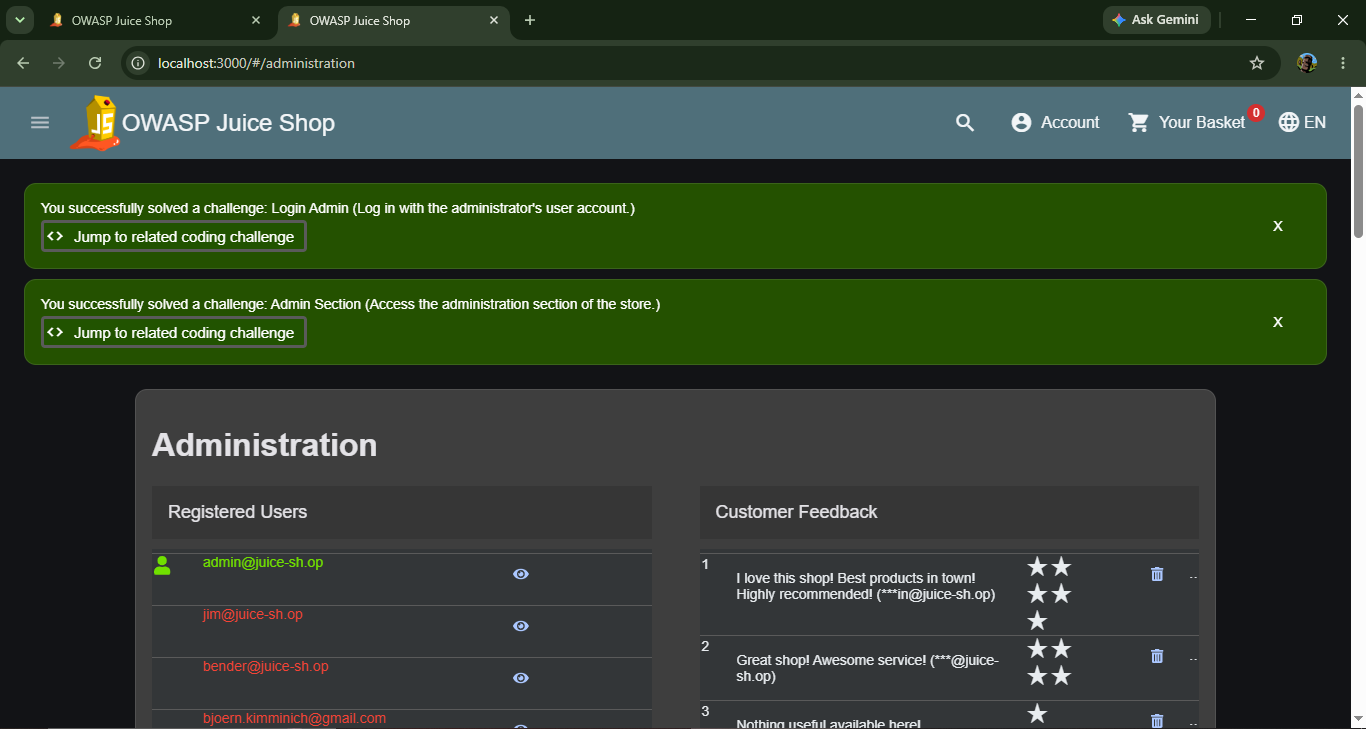 OWASP Juice Shop
OWASP Juice Shop
Ask Gemini
localhost:3000/#/administration
JS
OWASP Juice Shop
Account
Your Basket
0
EN
You successfully solved a challenge: Login Admin (Log in with the administrator's user account.)
X
<> Jump to related coding challenge
You successfully solved a challenge: Admin Section (Access the administration section of the store.)
X
<> Jump to related coding challenge
Administration
Registered Users
admin@juice-sh.op
jim@juice-sh.op
bender@juice-sh.op
bjoern.kimminich@gmail.com
Customer Feedback
1
I love this shop! Best products in town!
Highly recommended! (***in@juice-sh.op)
2
Great shop! Awesome service! (***@juice-
sh.op)
3
Nothing useful available here!